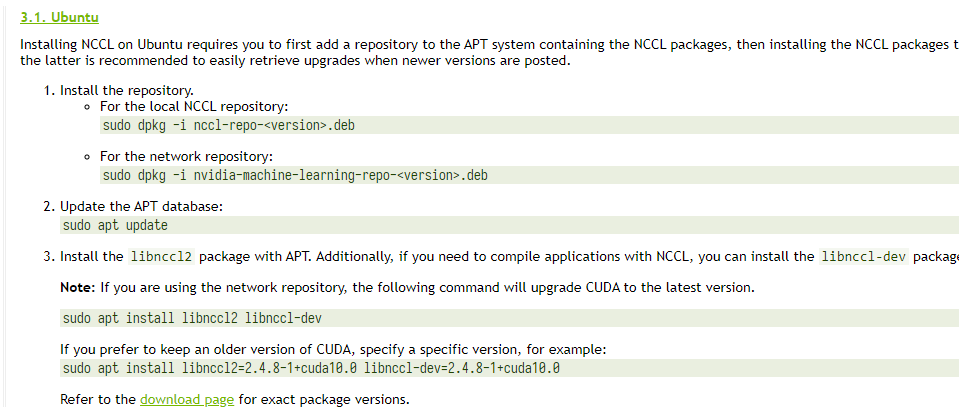 3.1. Ubuntu
Installing NCCL on Ubuntu requires you to first add a repository to the APT system containing the NCCL packages, then installing the NCCL packages t
the latter is recommended to easily retrieve upgrades when newer versions are posted.
1. Install the repository.
◦ For the local NCCL repository:
sudo dpkg -i nccl-repo-<version>.deb
◦ For the network repository:
sudo dpkg -i nvidia-machine-learning-repo-<version>.deb
2. Update the APT database:
sudo apt update
3. Install the libnccl2 package with APT. Additionally, if you need to compile applications with NCCL, you can install the libnccl-dev package
Note: If you are using the network repository, the following command will upgrade CUDA to the latest version.
sudo apt install libnccl2 libnccl-dev
If you prefer to keep an older version of CUDA, specify a specific version, for example:
sudo apt install libnccl2=2.4.8-1+cuda10.0 libnccl-dev=2.4.8-1+cuda10.0
Refer to the download page for exact package versions.